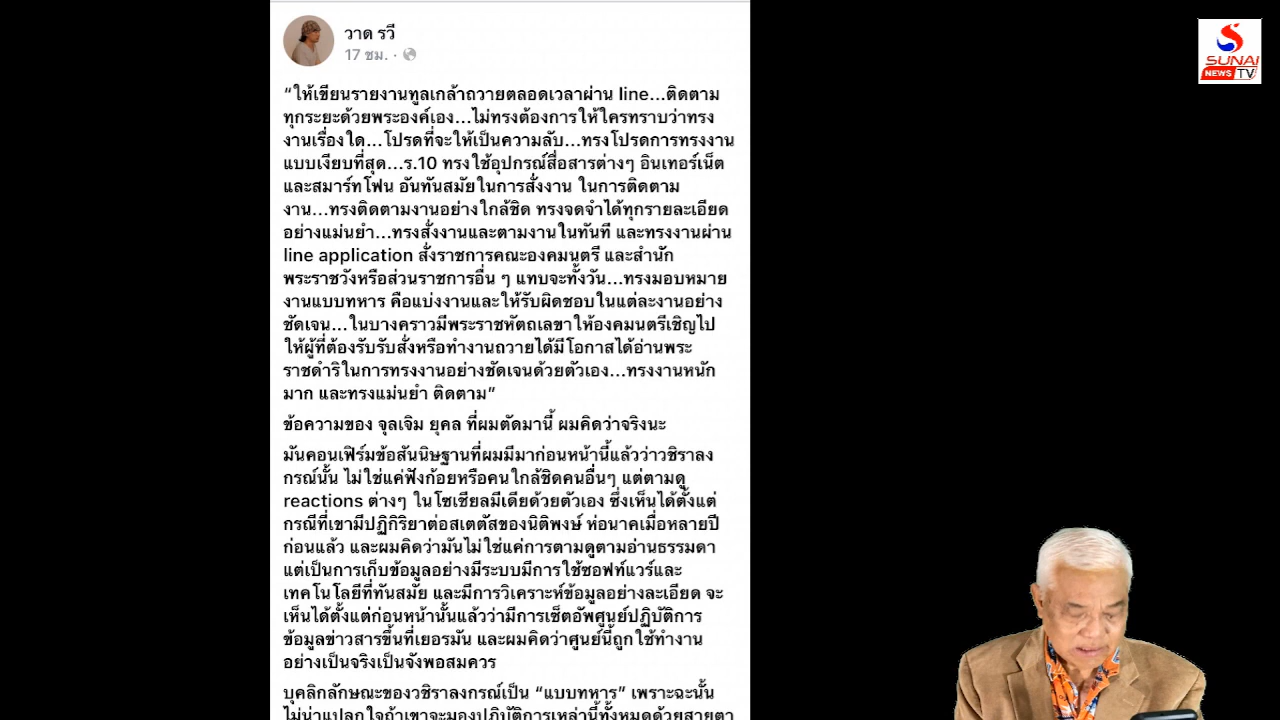 วาด รวี
17 ชม. ·
“ให้เขียนรายงานทูลเกล้าถวายตลอดเวลาผ่าน line...ติดตาม
ทุกระยะด้วยพระองค์เอง...ไม่ทรงต้องการให้ใครทราบว่าทรง
งานเรื่องใด...โปรดที่จะให้เป็นความลับ...ทรงโปรดการทรงงาน
แบบเงียบที่สุด...ร.10 ทรงใช้อุปกรณ์สื่อสารต่างๆ อินเทอร์เน็ต
และสมาร์ทโฟน อันทันสมัยในการสั่งงาน ในการติดตาม
งาน...ทรงติดตามงานอย่างใกล้ชิด ทรงจดจำได้ทุกรายละเอียด
อย่างแม่นยำ...ทรงสั่งงานและตามงานในทันที และทรงงานผ่าน
line application สั่งราชการคณะองคมนตรี และสำนัก
พระราชวังหรือส่วนราชการอื่น ๆ แทบจะทั้งวัน...ทรงมอบหมาย
งานแบบทหาร คือแบ่งงานและให้รับผิดชอบในแต่ละงานอย่าง
ชัดเจน...ในบางคราวมีพระราชหัตถเลขาให้องคมนตรีเชิญไป
ให้ผู้ที่ต้องรับรับสั่งหรือทำงานถวายได้มีโอกาสได้อ่านพระ
ราชดำริในการทรงงานอย่างชัดเจนด้วยตัวเอง...ทรงงานหนัก
มาก และทรงแม่นยำ ติดตาม”
ข้อความของ จุลเจิม ยุคล ที่ผมตัดมานี้ ผมคิดว่าจริงนะ
มันคอนเฟิร์มข้อสันนิษฐานที่ผมมีมาก่อนหน้านี้แล้วว่าวชิราลง
กรณ์นั้น ไม่ใช่แค่ฟังก้อยหรือคนใกล้ชิดคนอื่นๆ แต่ตามดู
reactions ต่างๆ ในโซเชียลมีเดียด้วยตัวเอง ซึ่งเห็นได้ตั้งแต่
กรณีที่เขามีปฏิกิริยาต่อสเตตัสของนิติพงษ์ ห่อนาคเมื่อหลายปี
ก่อนแล้ว และผมคิดว่ามันไม่ใช่แค่การตามดูตามอ่านธรรมดา
แต่เป็นการเก็บข้อมูลอย่างมีระบบมีการใช้ซอฟท์แวร์และ
เทคโนโลยีที่ทันสมัย และมีการวิเคราะห์ข้อมูลอย่างละเอียด จะ
เห็นได้ตั้งแต่ก่อนหน้านั้นแล้วว่ามีการเซ็ตอัพศูนย์ปฏิบัติการ
ข้อมูลข่าวสารขึ้นที่เยอรมัน และผมคิดว่าศูนย์นี้ถูกใช้ทำงาน
อย่างเป็นจริงเป็นจังพอสมควร
บุคลิกลักษณะของวชิราลงกรณ์เป็น “แบบทหาร” เพราะฉะนั้น
ไม่น่าแปลกใจถ้าเขาจะมองปฏิบัติการเหล่านี้ทั้งหมดด้วยสายตา
SUNAI
NEWS TV